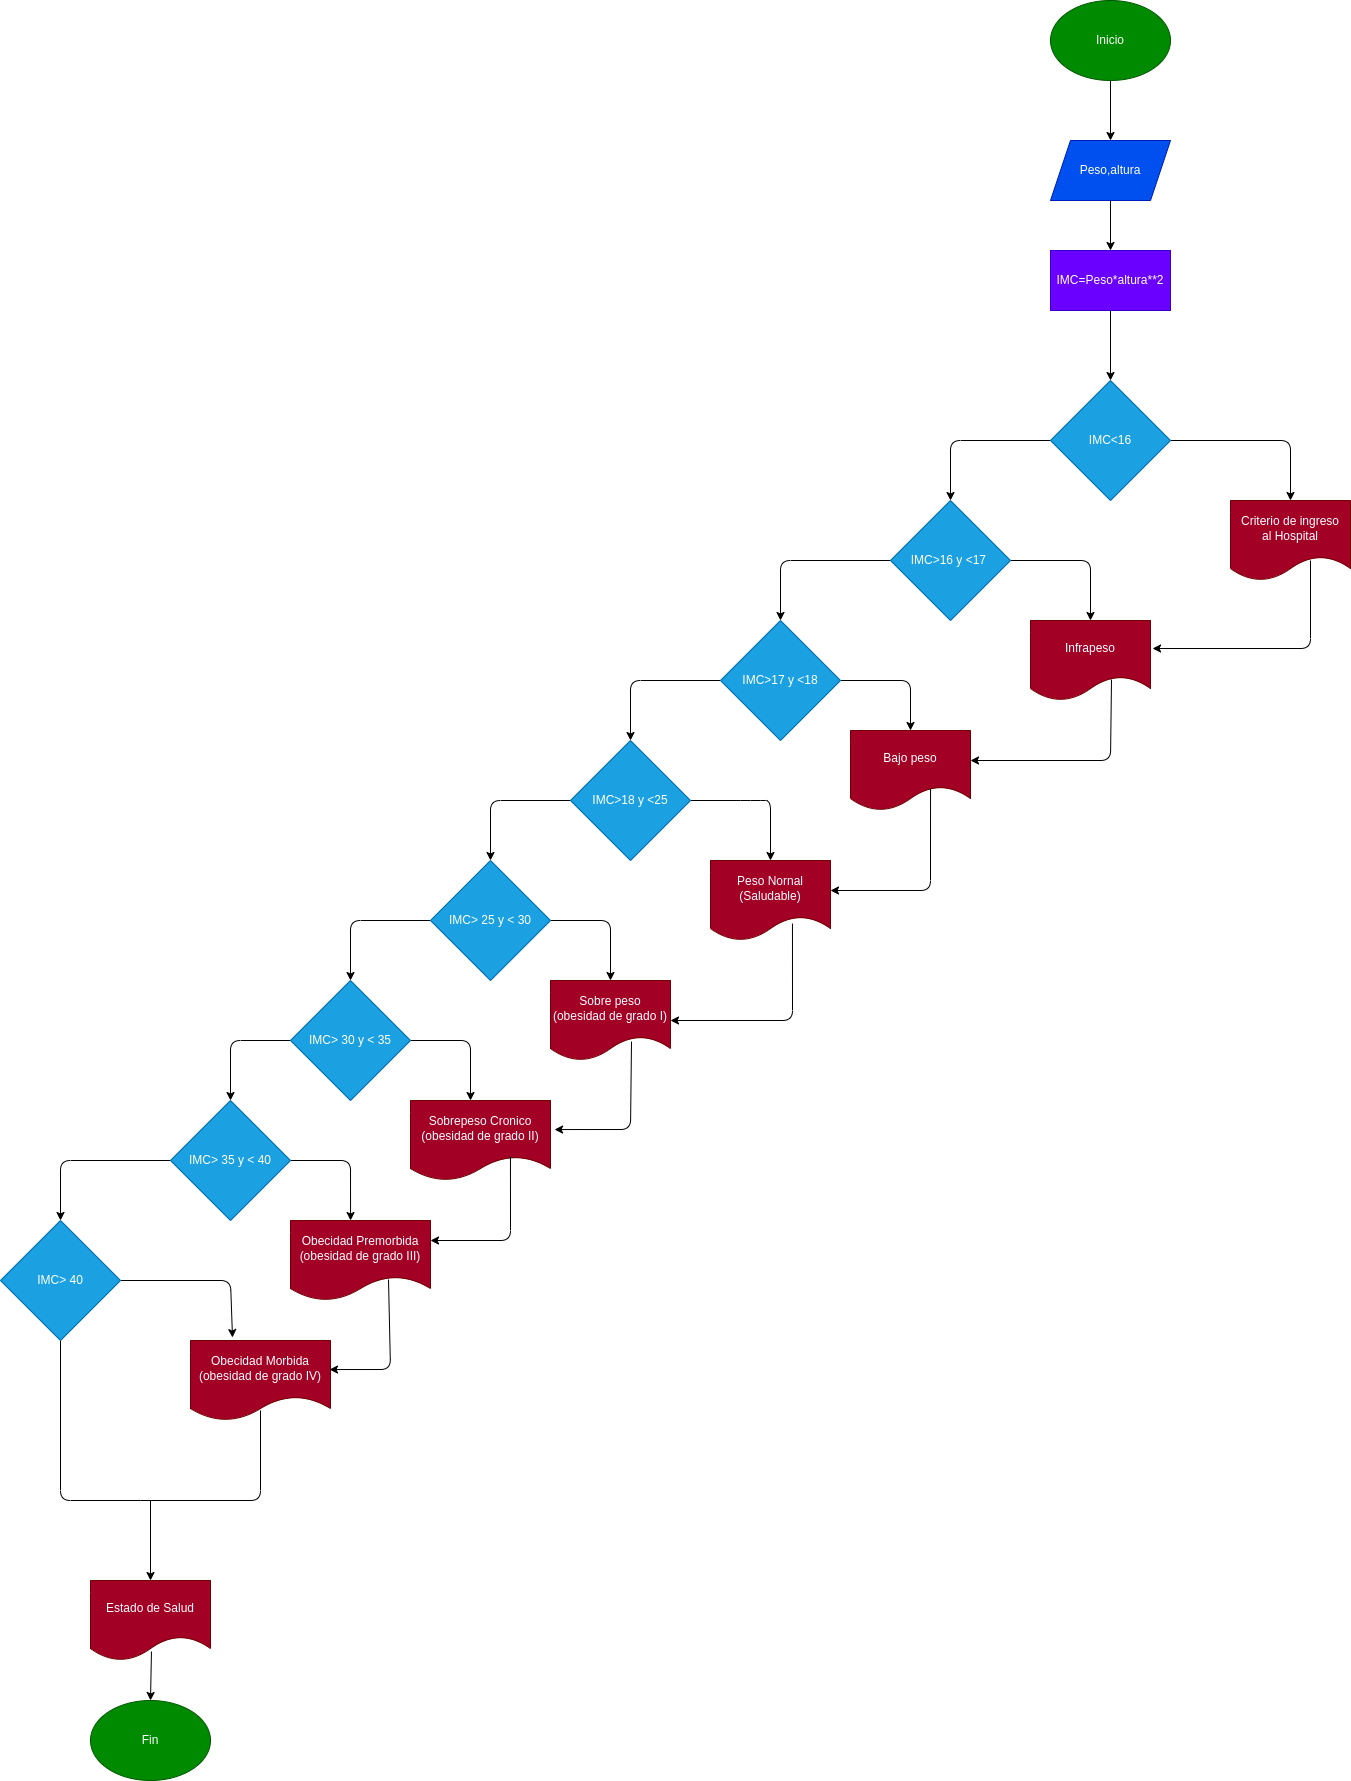 Inicio
Peso,altura
IMC=Peso*altura**2
IMC<16
Criterio de ingreso
al Hospital
IMC>16 y <17
Infrapeso
IMC>17 y <18
Bajo peso
IMC>18 y <25
Peso Nornal
(Saludable)
IMC> 25 y < 30
Sobre peso
(obesidad de grado I)
IMC> 30 y < 35
Sobrepeso Cronico
(obesidad de grado II)
IMC> 35 y < 40
Obecidad Premorbida
(obesidad de grado III)
IMC> 40
Obecidad Morbida
(obesidad de grado IV)
Estado de Salud
Fin